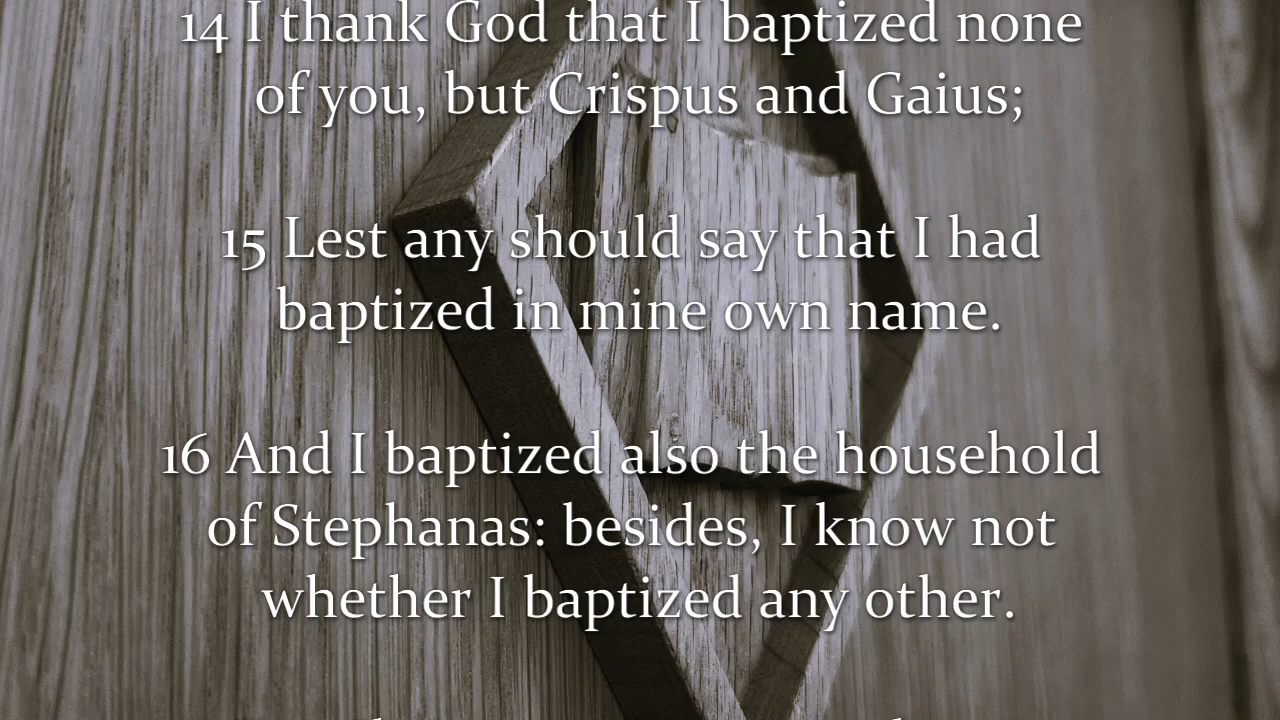 14 I thank God that I baptized none
of you, but Crispus and Gaius;
15 Lest any should say that I had
baptized in mine own name.
16 And I baptized also the household
of Stephanas: besides, I know not
whether I baptized any other.